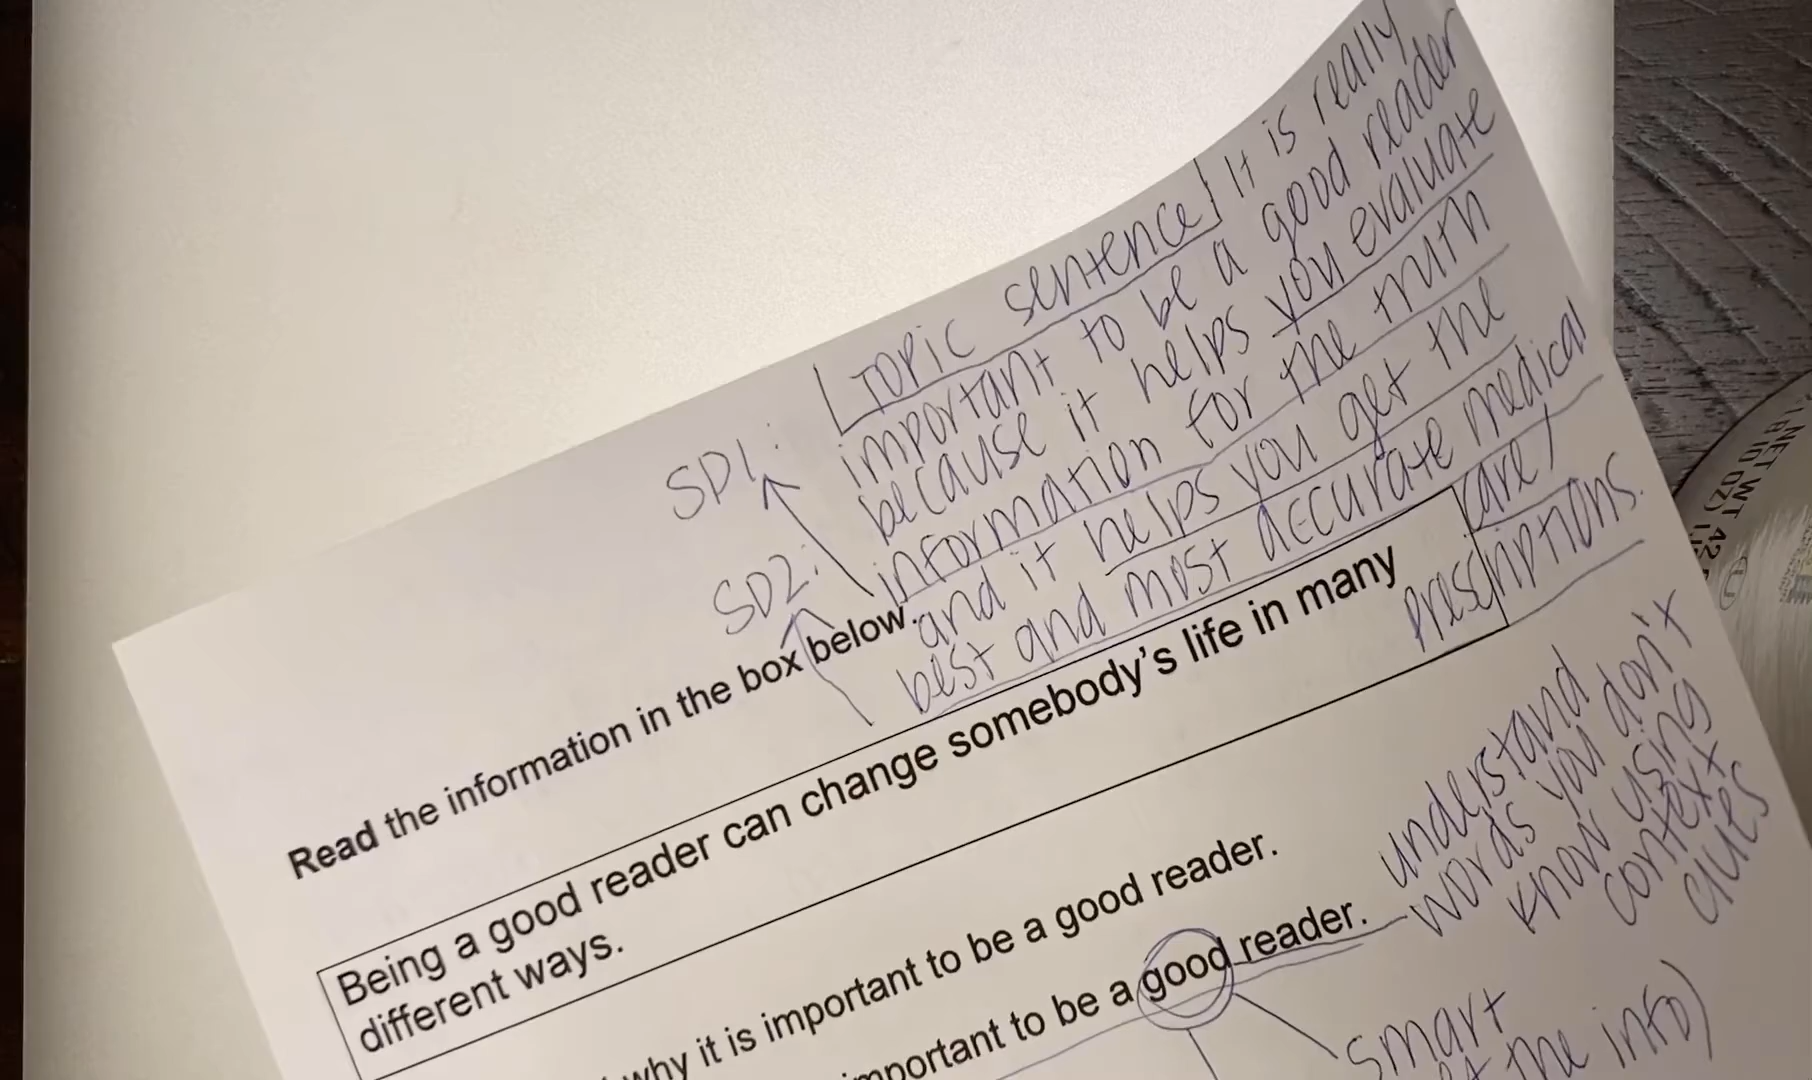 [Topic sentence] It is really
important to be a good reader
because it helps you evaluate
SD1: information for the truth
and it helps you get the
SD2: best and most accurate medical
care/
prescriptions.
Read the information in the box below.
Being a good reader can change somebody's life in many
different ways.
why it is important to be a good reader.
important to be a good reader.
understand
words you don't
know using
context
clues
smart
the info)
NET WT 42